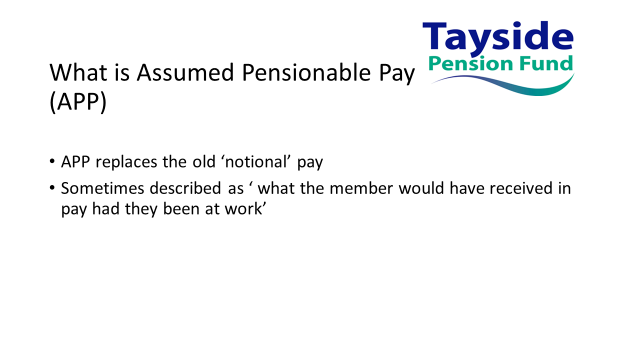 Tayside
Pension Fund
What is Assumed Pensionable Pay
(APP)
• APP replaces the old ‘notional’ pay
• Sometimes described as ‘ what the member would have received in
pay had they been at work’